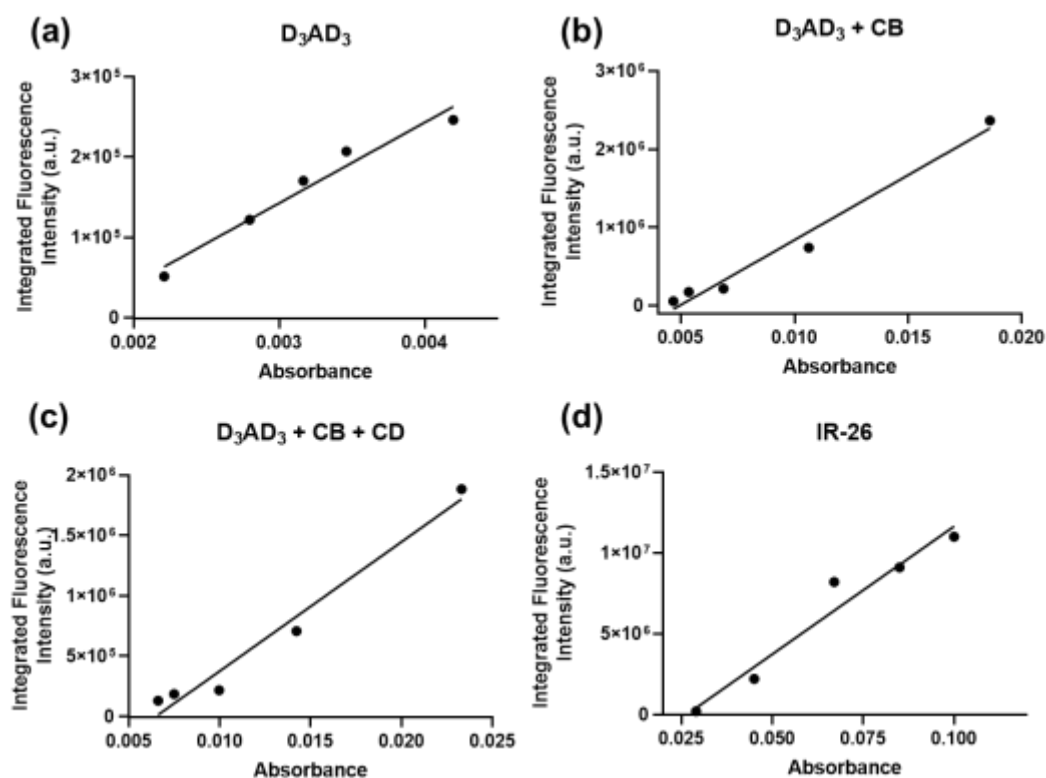 (a)
D₃AD₃
3×10⁵
2×10⁵
1×10⁵
0
Integrated Fluorescence
Intensity (a.u.)
0.002 0.003 0.004
Absorbance
(b)
D₃AD₃ + CB
3×10⁶
2×10⁶
1×10⁶
0
Integrated Fluorescence
Intensity (a.u.)
0.005 0.010 0.015 0.020
Absorbance
(c)
D₃AD₃ + CB + CD
2×10⁶
1.5×10⁶
1×10⁶
5×10⁵
0
Integrated Fluorescence
Intensity (a.u.)
0.005 0.010 0.015 0.020 0.025
Absorbance
(d)
IR-26
1.5×10⁷
1×10⁷
5×10⁶
0
Integrated Fluorescence
Intensity (a.u.)
0.025 0.050 0.075 0.100
Absorbance